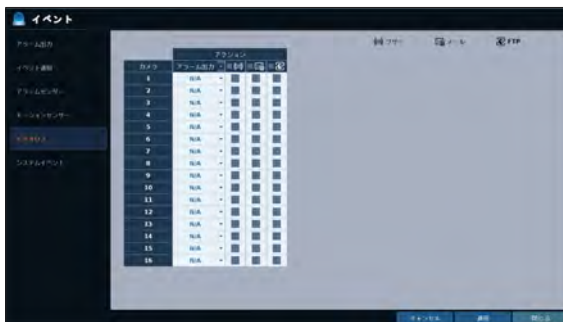 イベント
ブザー メール FTP
アラーム出力
イベント通知
アラームセンサー
モーションセンサー
ビデオロス
システムイベント
アクション
カメラ アラーム出力
1 N/A
2 N/A
3 N/A
4 N/A
5 N/A
6 N/A
7 N/A
8 N/A
9 N/A
10 N/A
11 N/A
12 N/A
13 N/A
14 N/A
15 N/A
16 N/A
キャンセル 適用 閉じる